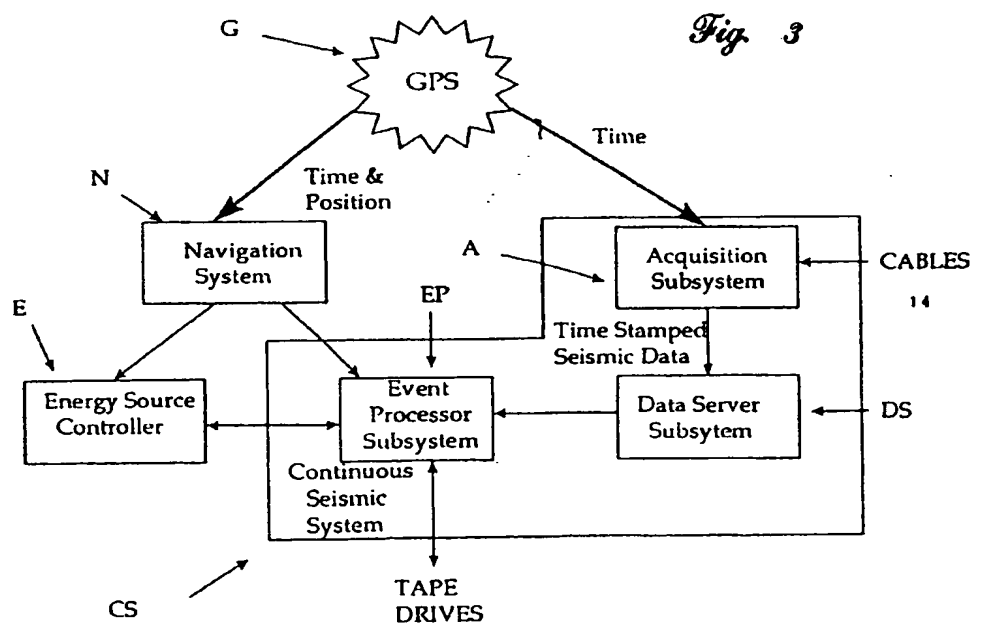 Fig. 3
G
GPS
Time
Time &
Position
N
Navigation
System
A
Acquisition
Subsystem
CABLES
14
E
EP
Time Stamped
Seismic Data
Energy Source
Controller
Event
Processor
Subsystem
Data Server
Subsytem
DS
Continuous
Seismic
System
CS
TAPE
DRIVES